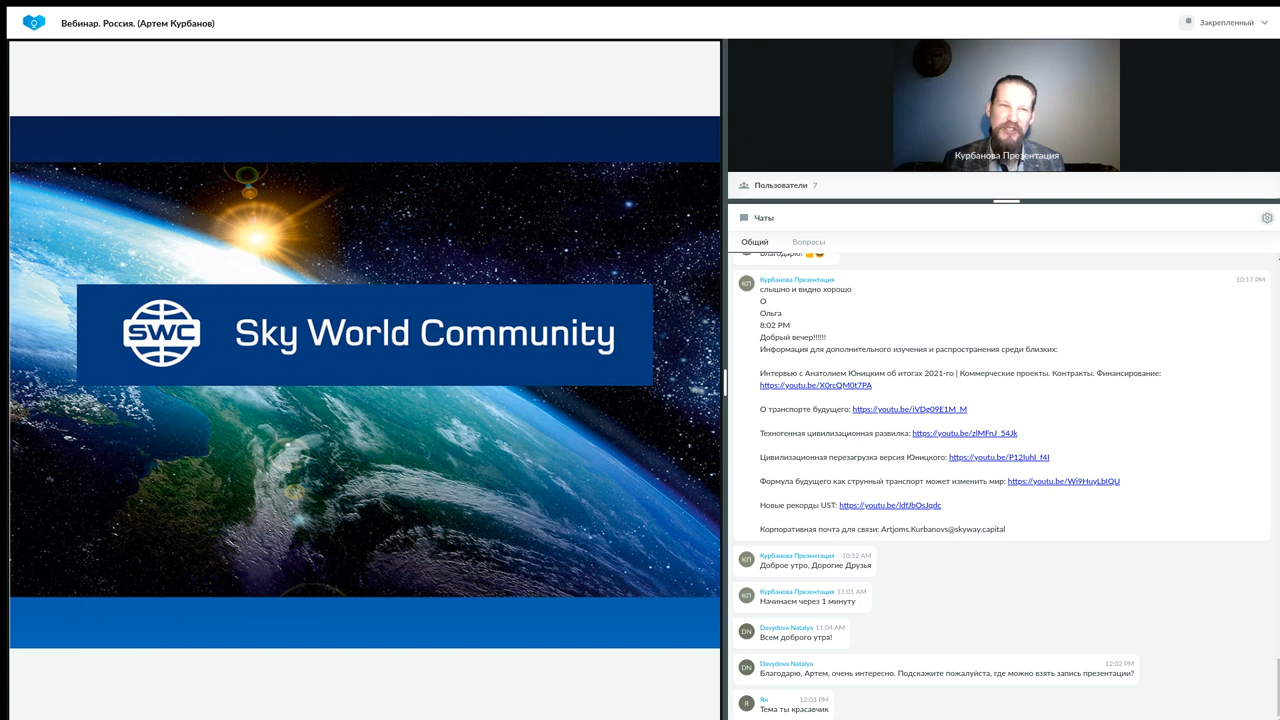 Вебинар. Россия. (Артем Курбанов)
Закрепленный
SWC
Sky World Community
Курбанова Презентация
Пользователи 7
Чаты
Общий
Вопросы
Благодарю!
КП
Курбанова Презентация 10:17 PM
слышно и видно хорошо
О
Ольга
8:02 PM
Добрый вечер!!!!!!
Информация для дополнительного изучения и распространения среди близких:
Интервью с Анатолием Юницким об итогах 2021-го | Коммерческие проекты. Контракты. Финансирование:
https://youtu.be/X0rcQM0t7PA
О транспорте будущего: https://youtu.be/iVDg09E1M_M
Техногенная цивилизационная развилка: https://youtu.be/zlMFnJ_54Jk
Цивилизационная перезагрузка версия Юницкого: https://youtu.be/P12IuhI_f4I
Формула будущего как струнный транспорт может изменить мир: https://youtu.be/Wi9HuyLbIQU
Новые рекорды UST: https://youtu.be/ldfJbOsJqdc
Корпоративная почта для связи: Artjoms.Kurbanovs@skyway.capital
КП
Курбанова Презентация 10:52 AM
Доброе утро, Дорогие Друзья
КП
Курбанова Презентация 11:01 AM
Начинаем через 1 минуту
DN
Davydova Natalya 11:04 AM
Всем доброго утра!
DN
Davydova Natalya 12:02 PM
Благодарю, Артем, очень интересно. Подскажите пожалуйста, где можно взять запись презентации?
Я
Ян 12:03 PM
Тема ты красавчик